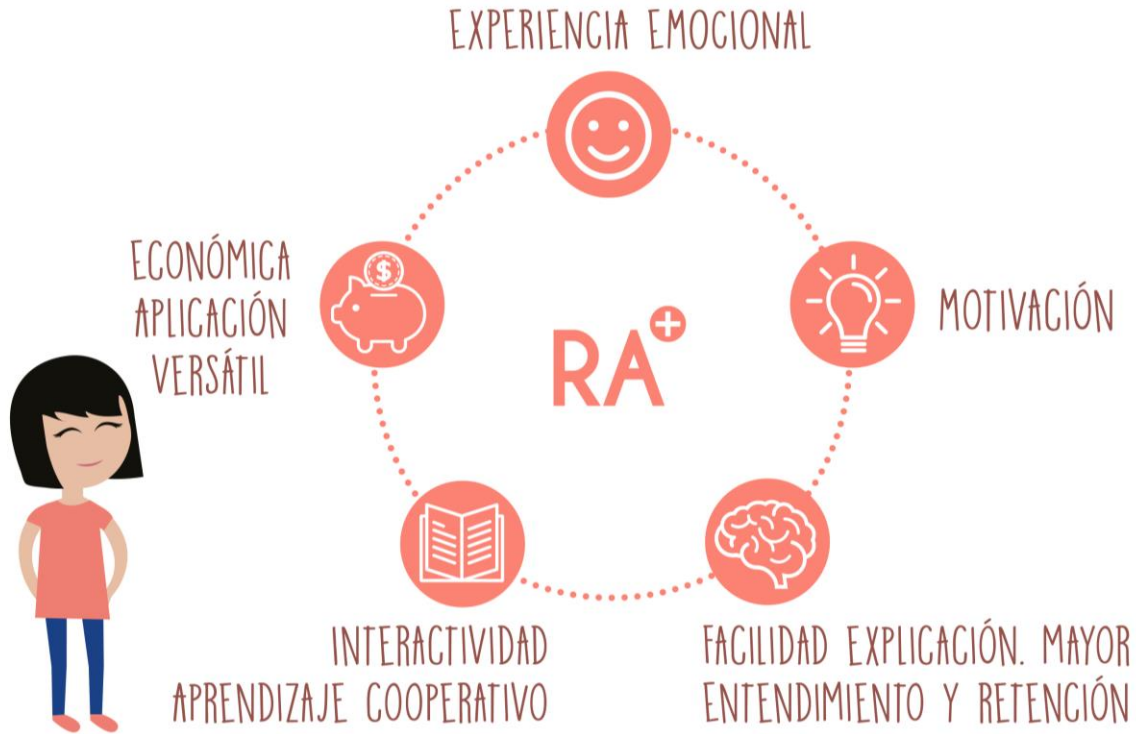 EXPERIENCIA EMOCIONAL
ECONÓMICA
APLICACIÓN
VERSÁTIL
$
RA+
MOTIVACIÓN
INTERACTIVIDAD
APRENDIZAJE COOPERATIVO
FACILIDAD EXPLICACIÓN. MAYOR
ENTENDIMIENTO Y RETENCIÓN